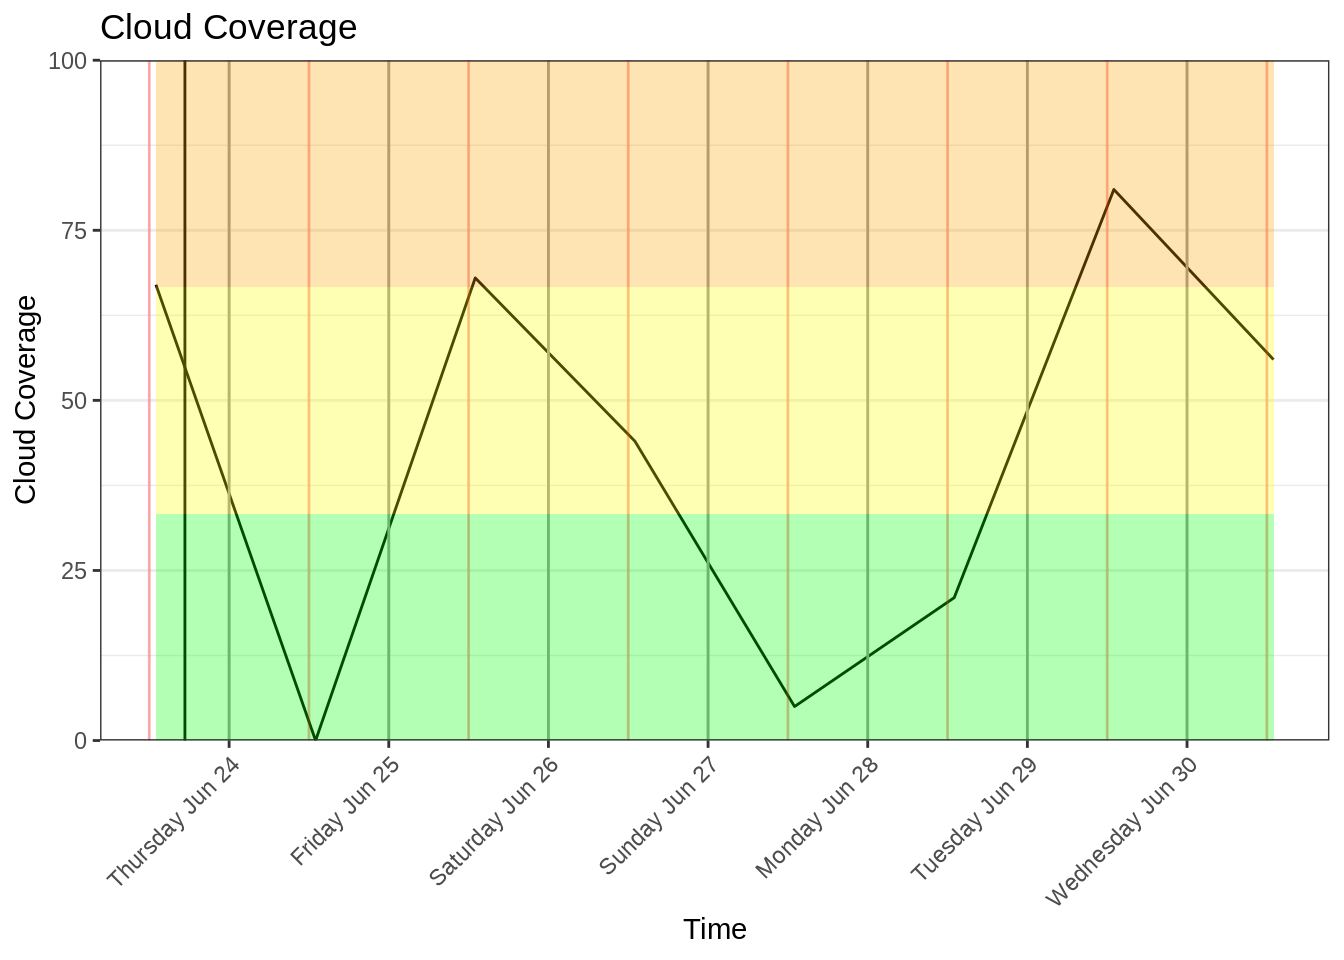 Cloud Coverage
100
75
50
25
0
Cloud Coverage
Thursday Jun 24
Friday Jun 25
Saturday Jun 26
Sunday Jun 27
Monday Jun 28
Tuesday Jun 29
Wednesday Jun 30
Time